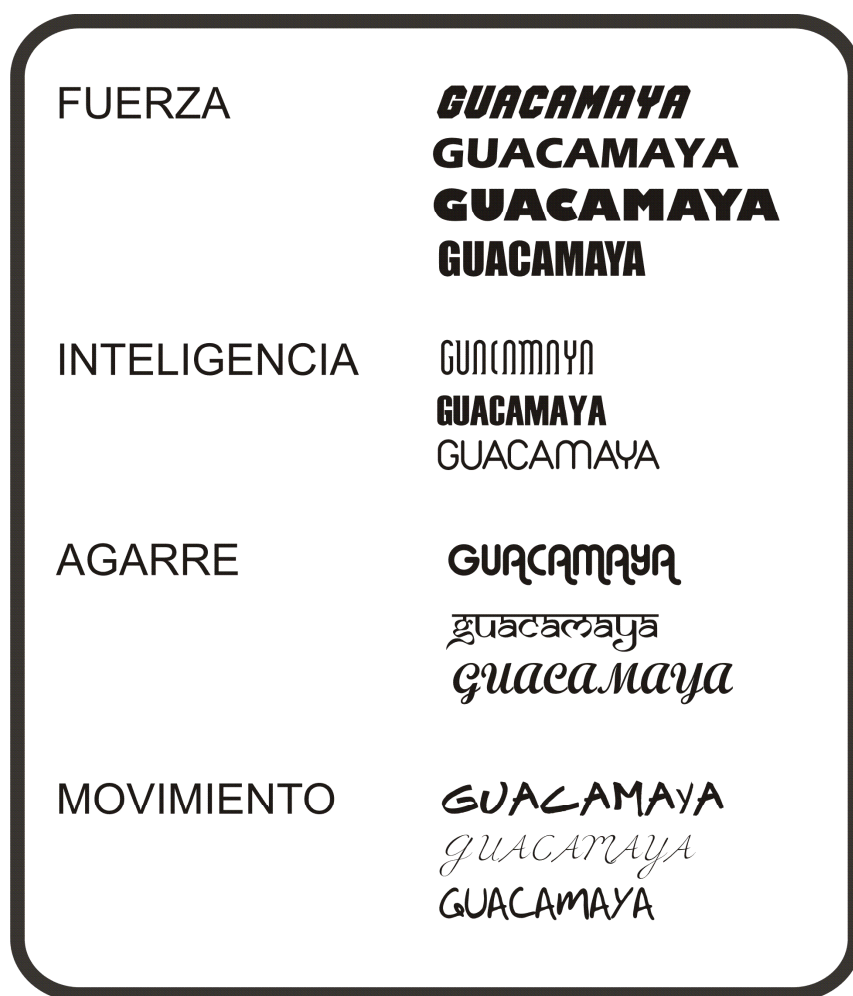 FUERZA GUACAMAYA
GUACAMAYA
GUACAMAYA
GUACAMAYA
INTELIGENCIA GUACAMAYA
GUACAMAYA
GUACAMAYA
AGARRE GUACAMAYA
guacamaya
guacamaya
MOVIMIENTO GUACAMAYA
GUACAMAYA
GUACAMAYA